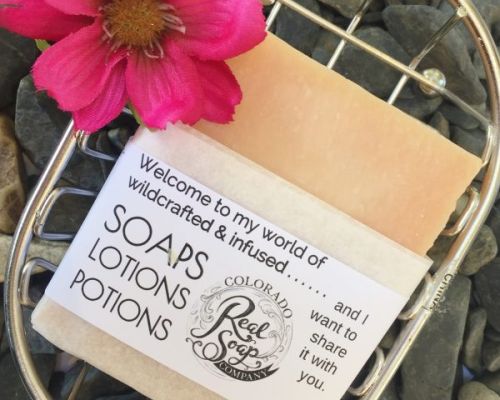 Welcome to my world of
wildcrafted & infused...... and I
want to
share
it with
you.
SOAPS
LOTIONS
POTIONS
COLORADO
Real
Soap
COMPANY